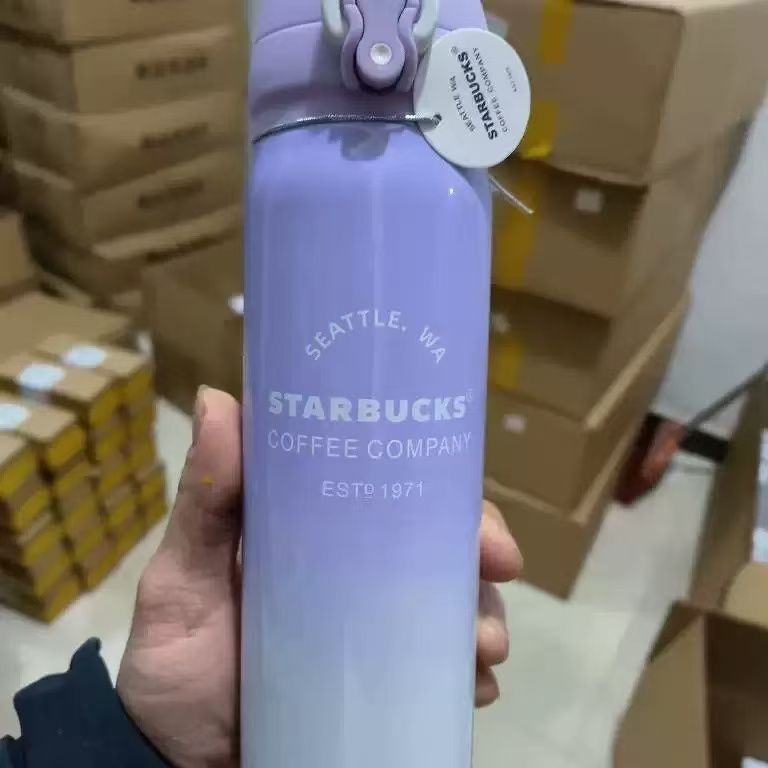 SEATTLE WA
STARBUCKS®
COFFEE COMPANY
SEATTLE, WA
STARBUCKS®
COFFEE COMPANY
ESTD 1971